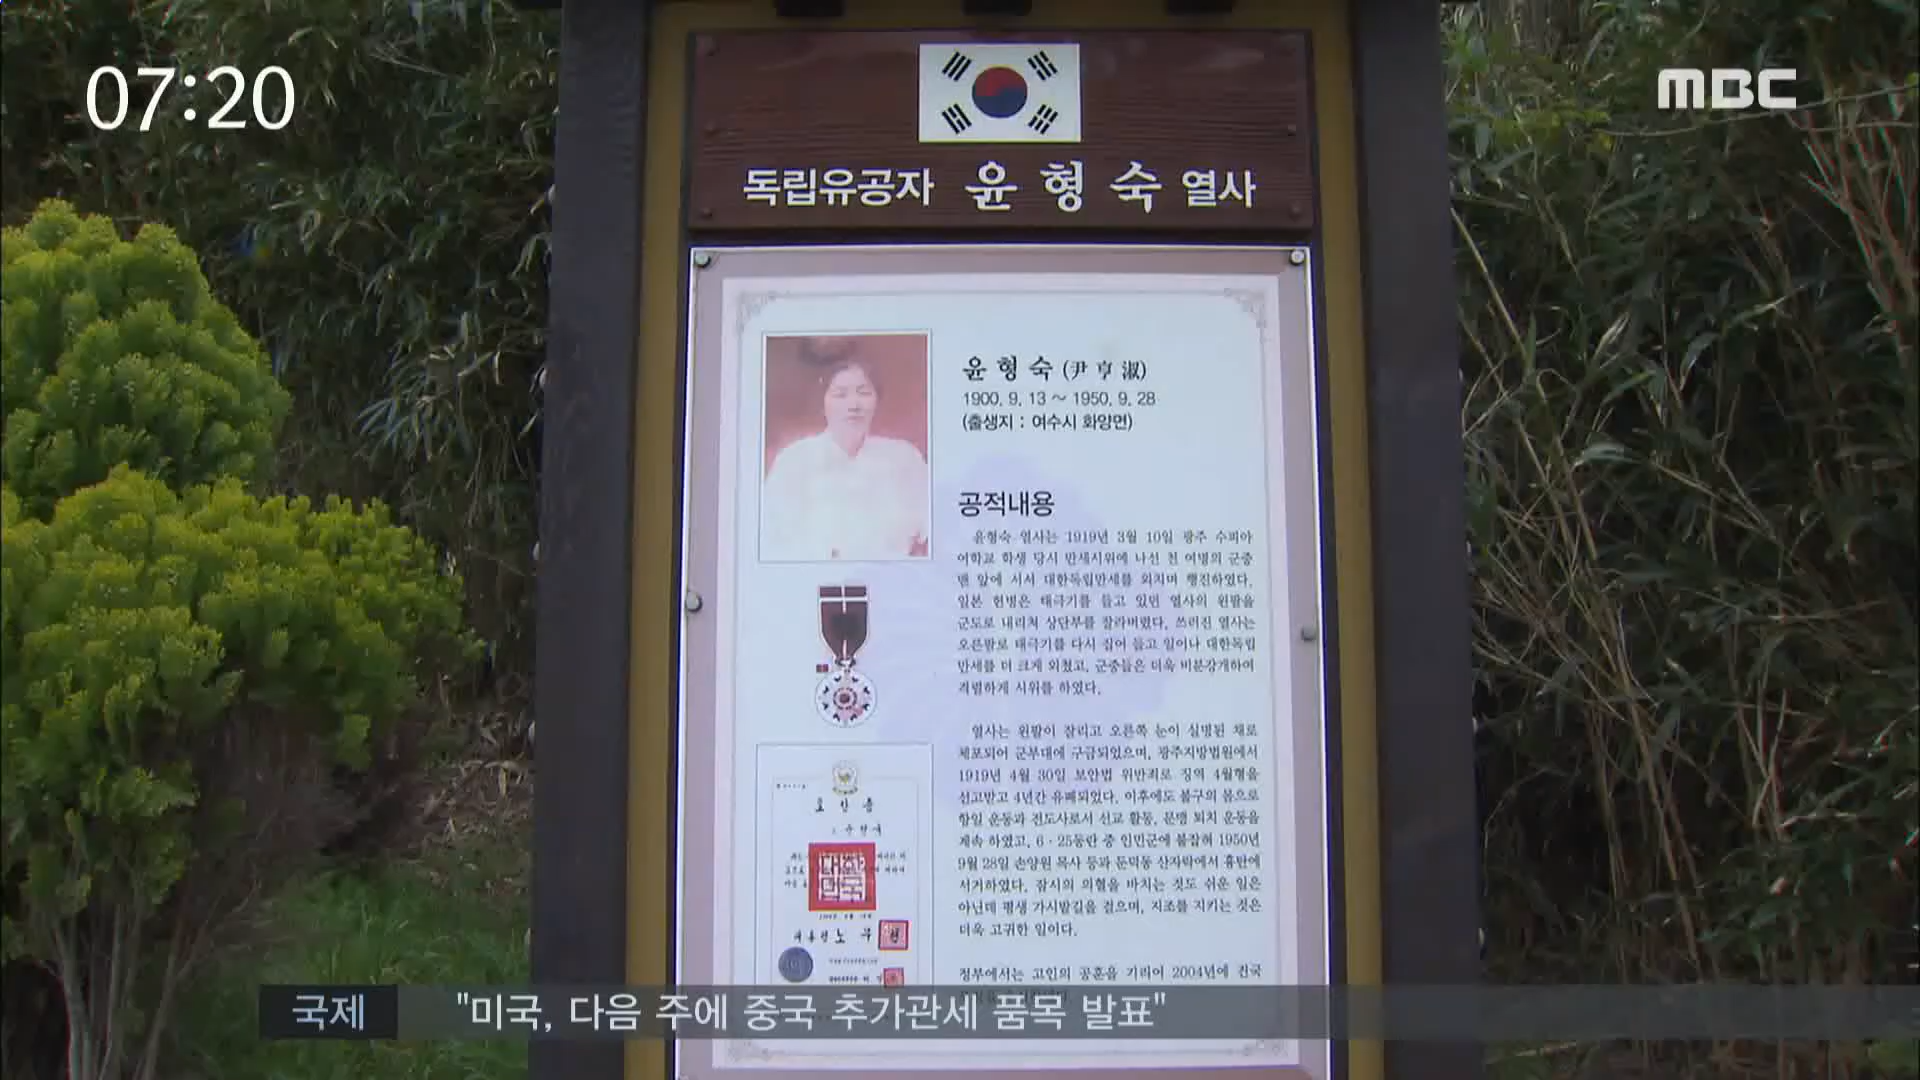 07:20
MBC
독립유공자 윤형숙 열사
윤형숙 (尹亨淑)
1900. 9. 13 ~ 1950. 9. 28
(출생지 : 여수시 화양면)
공적내용
윤형숙 열사는 1919년 3월 10일 광주 수피아
여학교 학생 당시 만세시위에 나선 천 여명의 군중
맨 앞에 서서 대한독립만세를 외치며 행진하였다.
일본 헌병은 태극기를 들고 있던 열사의 왼팔을
군도로 내리쳐 상단부를 잘라버렸다. 쓰러진 열사는
오른팔로 태극기를 다시 집어 들고 일어나 대한독립
만세를 더 크게 외쳤고, 군중들은 더욱 비분강개하여
격렬하게 시위를 하였다.
열사는 왼팔이 잘리고 오른쪽 눈이 실명된 채로
체포되어 군부대에 구금되었으며, 광주지방법원에서
1919년 4월 30일 보안법 위반죄로 징역 4월형을
선고받고 4년간 유폐되었다. 이후에도 불구의 몸으로
항일 운동과 전도사로서 선교 활동, 문맹 퇴치 운동을
계속 하였고, 6·25동란 중 인민군에 붙잡혀 1950년
9월 28일 손양원 목사 등과 둔덕동 산자락에서 흉탄에
서거하였다. 잠시의 의혈을 바치는 것도 쉬운 일은
아닌데 평생 가시밭길을 걸으며, 지조를 지키는 것은
더욱 고귀한 일이다.
정부에서는 고인의 공훈을 기리어 2004년에 건국
대한
민국
국제 "미국, 다음 주에 중국 추가관세 품목 발표"